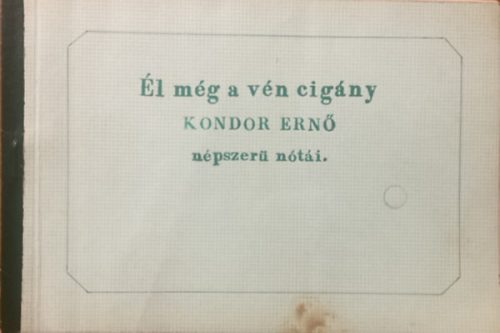 Él még a vén cigány
KONDOR ERNŐ
népszerű nótái.